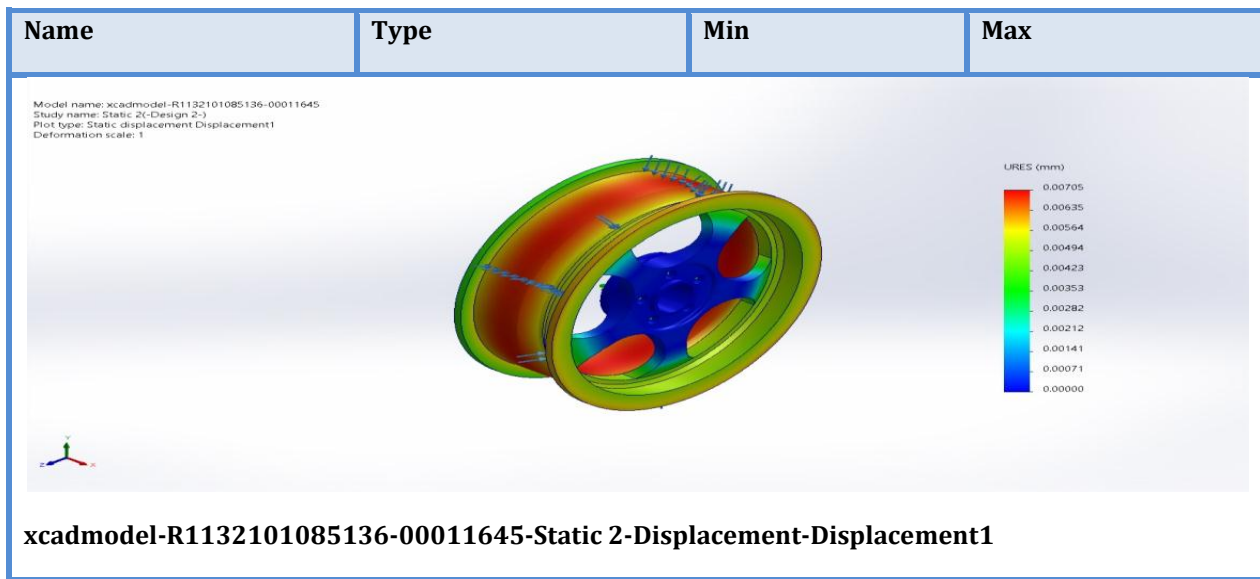 Name Type Min Max
Model name: xcadmodel-R1132101085136-00011645
Study name: Static 2(-Design 2-)
Plot type: Static displacement Displacement1
Deformation scale: 1
URES (mm)
0.00705
0.00635
0.00564
0.00494
0.00423
0.00353
0.00282
0.00212
0.00141
0.00071
0.00000
Y
Z X
xcadmodel-R1132101085136-00011645-Static 2-Displacement-Displacement1